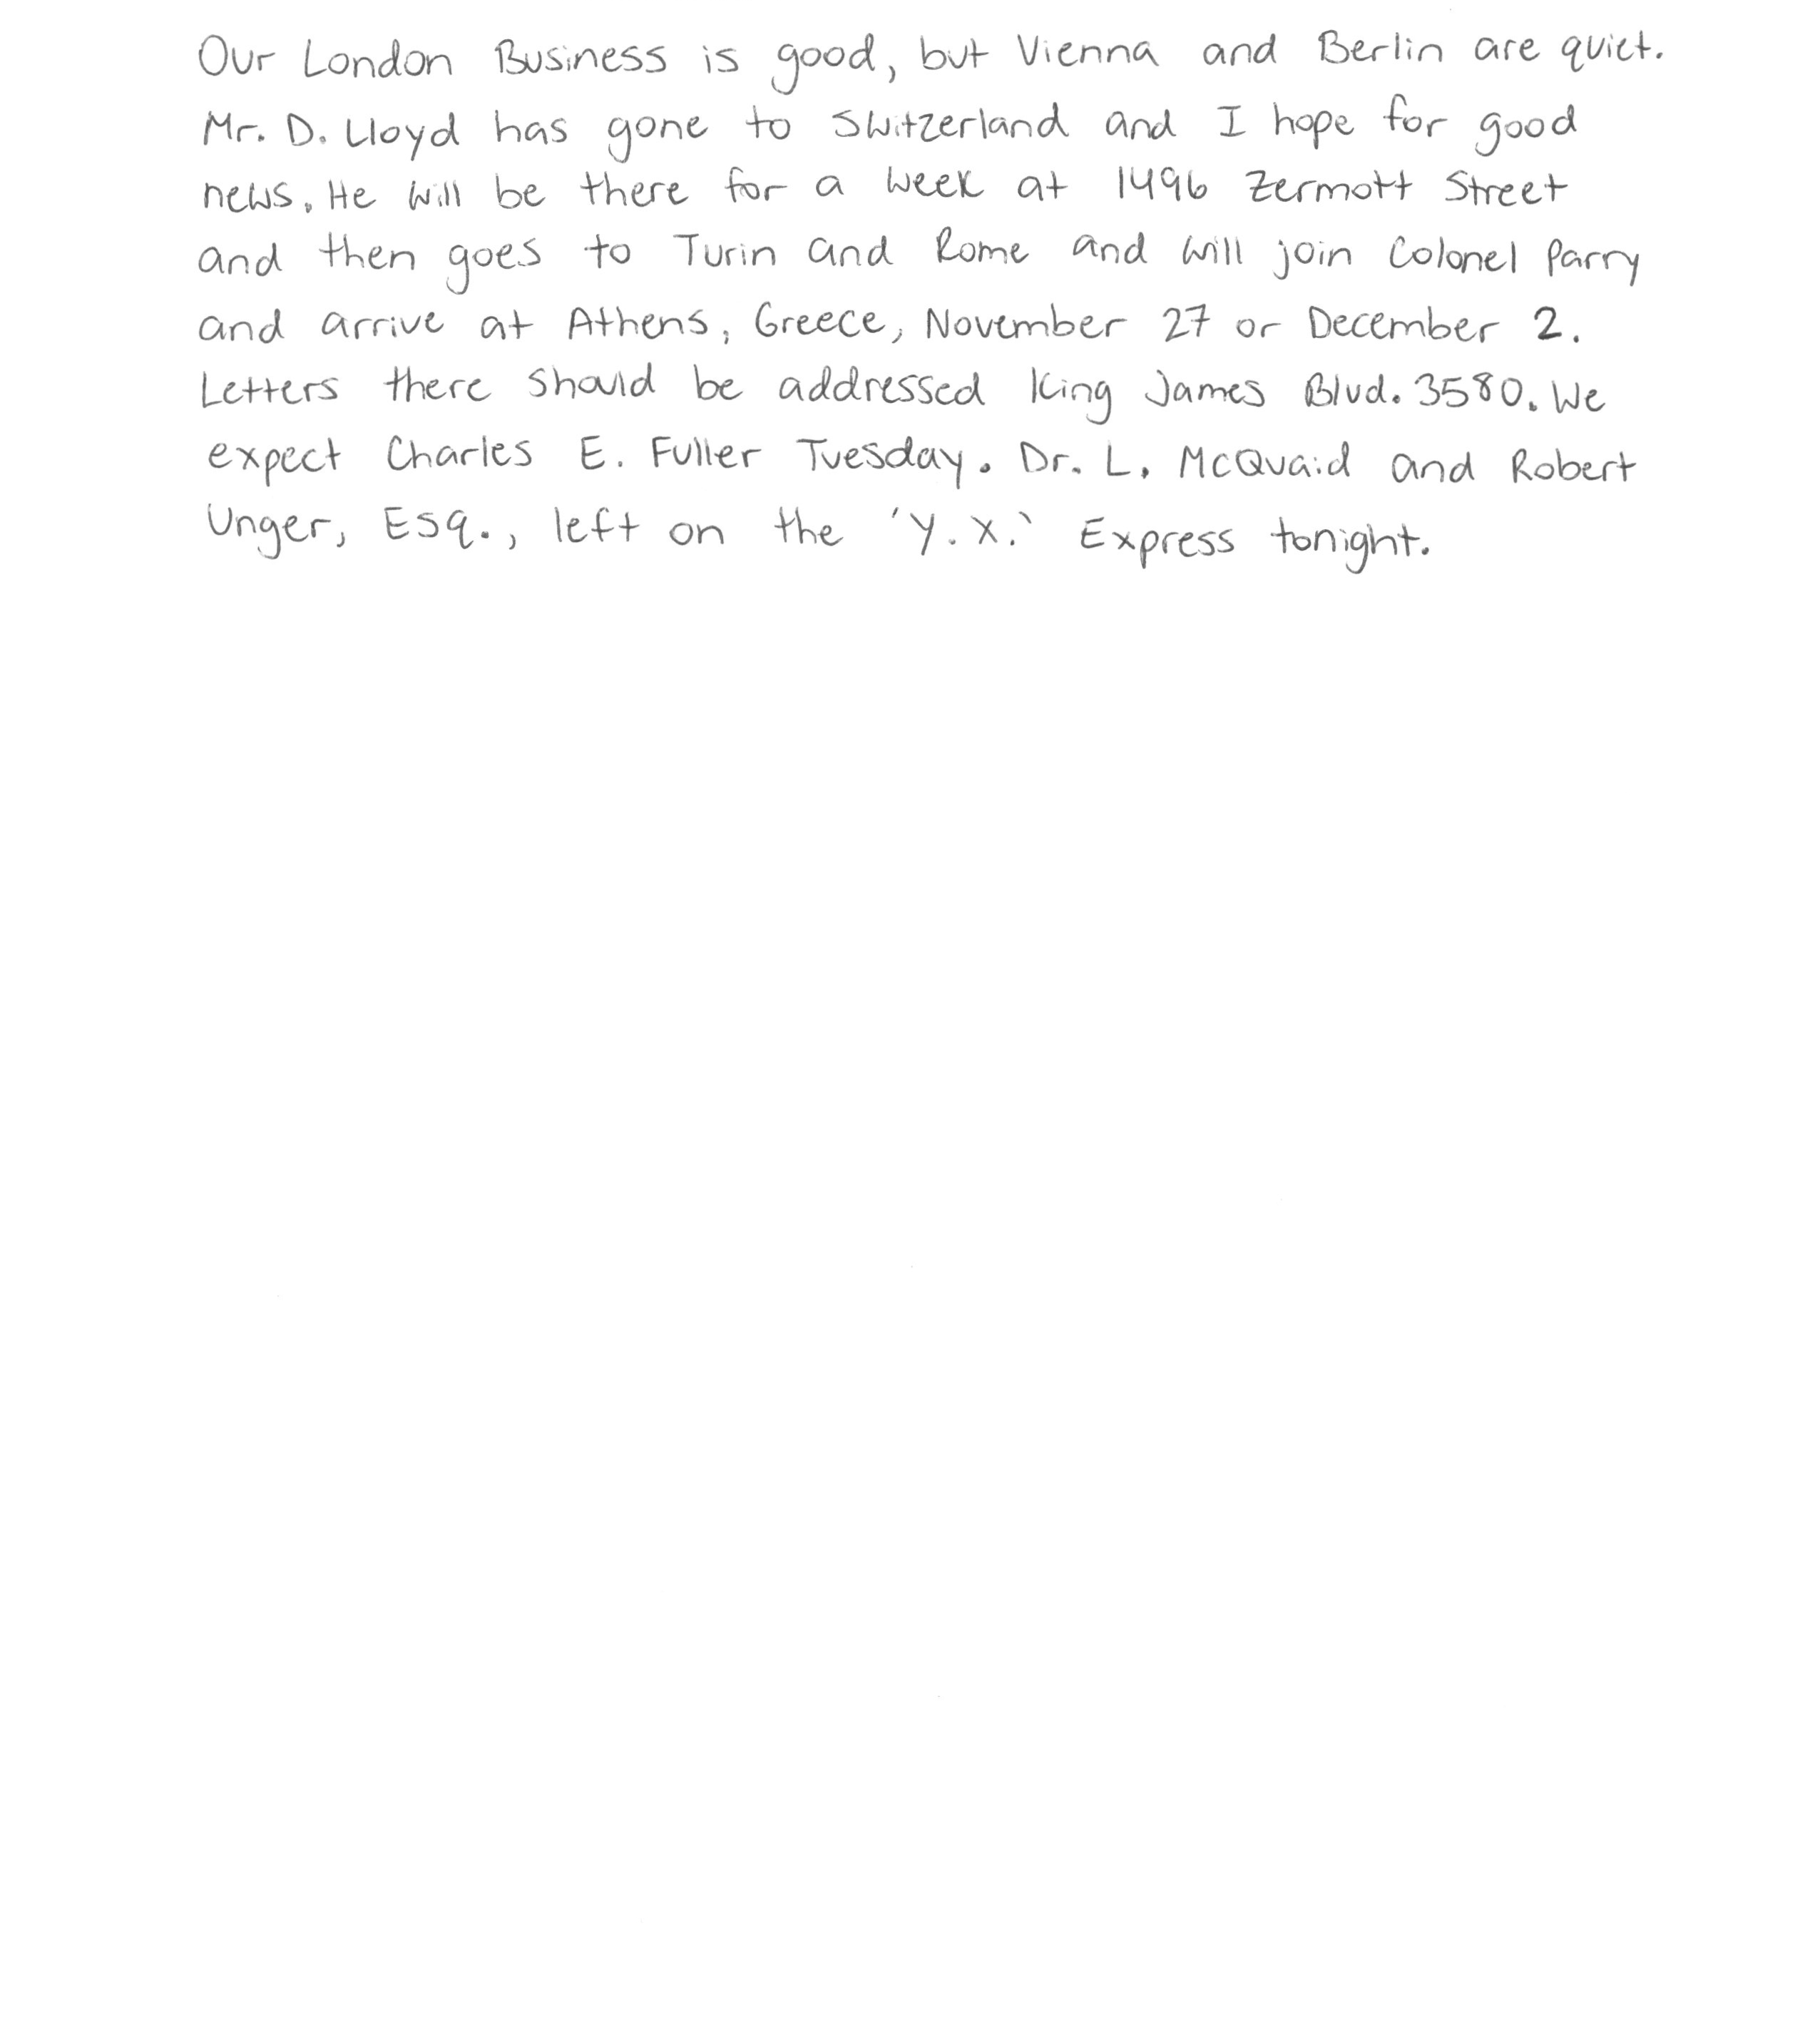 Our London Business is good, but Vienna and Berlin are quiet.
Mr. D. Lloyd has gone to Switzerland and I hope for good
news. He will be there for a week at 1496 Zermott Street
and then goes to Turin and Rome and will join Colonel Parry
and arrive at Athens, Greece, November 27 or December 2.
Letters there should be addressed King James Blvd. 3580. We
expect Charles E. Fuller Tuesday. Dr. L. McQuaid and Robert
Unger, Esq., left on the 'Y.X.' Express tonight.